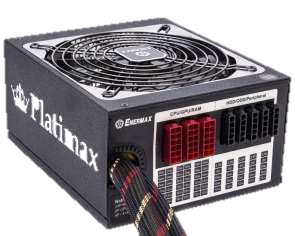 Platimax
ENERMAX
CPU/GPU/RAM
HDD/ODD/Peripheral